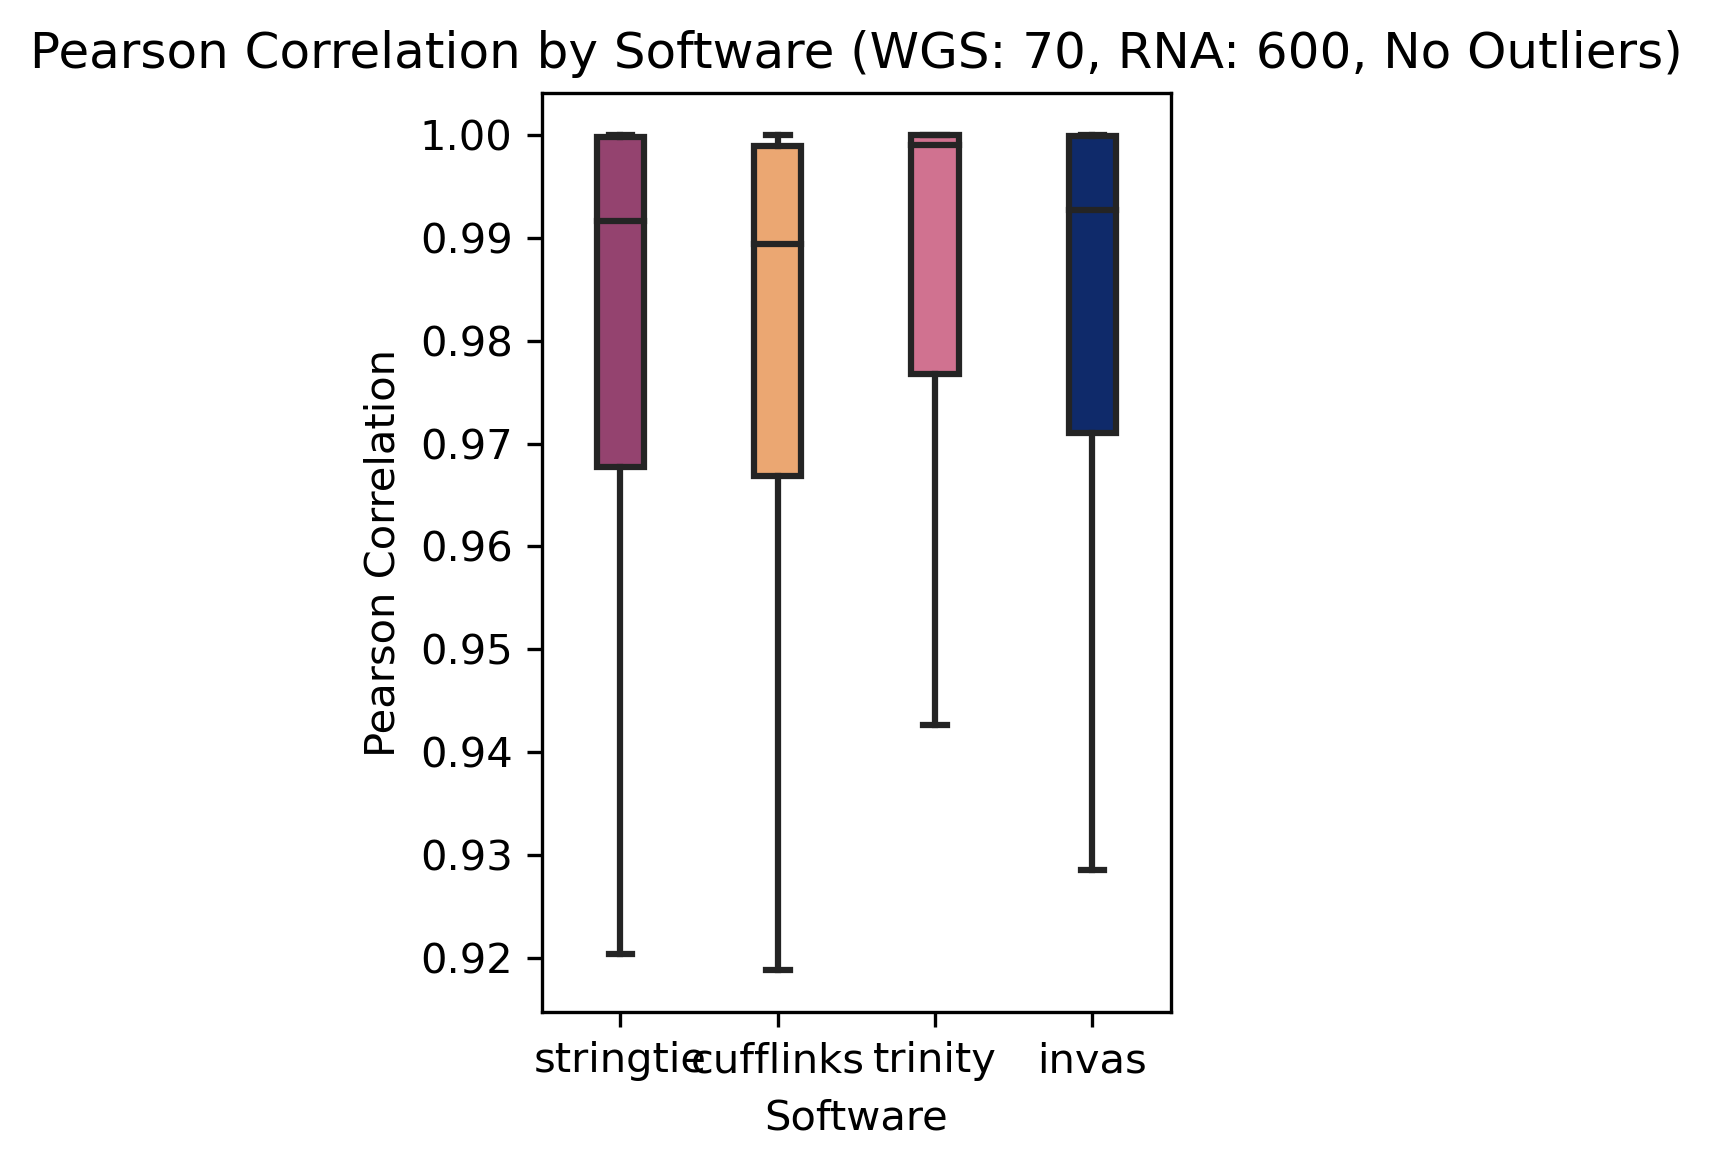 Pearson Correlation by Software (WGS: 70, RNA: 600, No Outliers)
Pearson Correlation
1.00
0.99
0.98
0.97
0.96
0.95
0.94
0.93
0.92
stringtie cufflinks trinity invas
Software